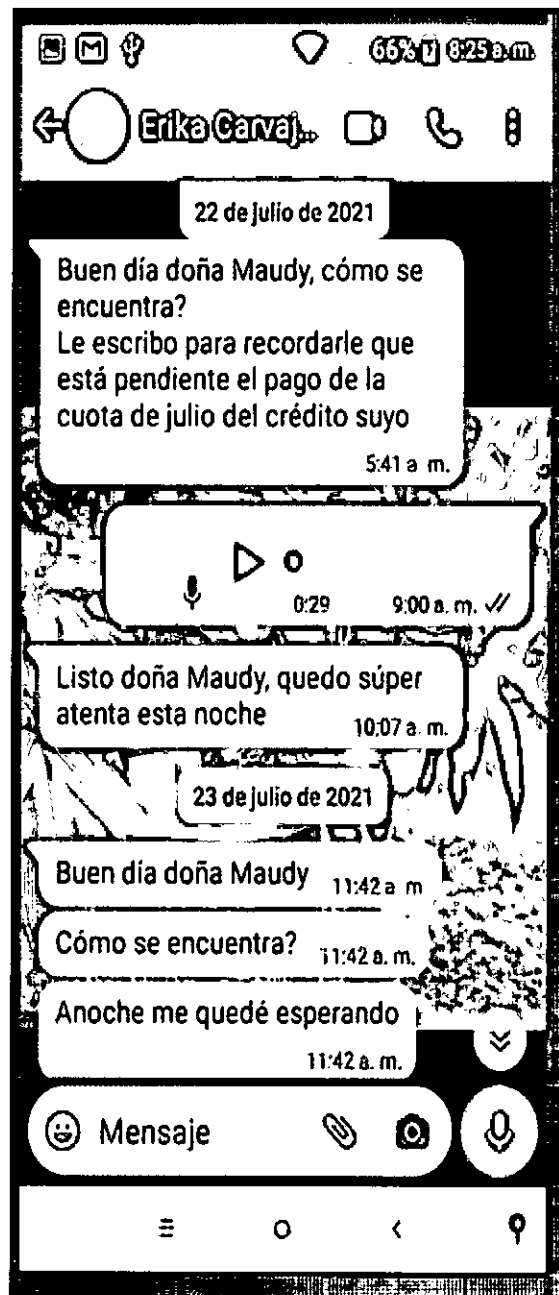 66% 8:25 a.m.
Erika Carvaj...
22 de julio de 2021
Buen día doña Maudy, cómo se
encuentra?
Le escribo para recordarle que
está pendiente el pago de la
cuota de julio del crédito suyo
5:41 a m.
0:29 9:00 a. m.
Listo doña Maudy, quedo súper
atenta esta noche 10:07 a. m.
23 de julio de 2021
Buen día doña Maudy 11:42 a m
Cómo se encuentra? 11:42 a. m.
Anoche me quedé esperando
11:42 a. m.
Mensaje